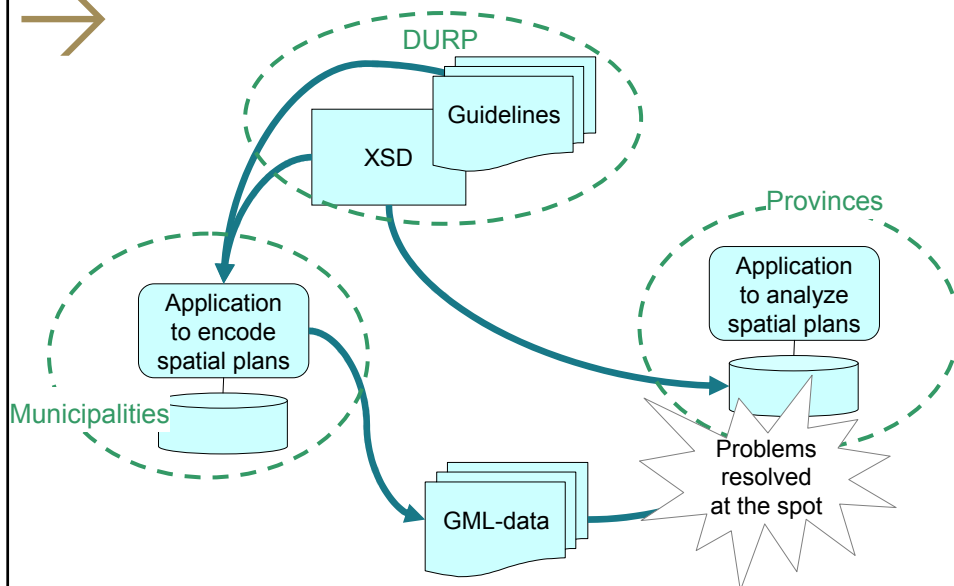 DURP
Guidelines
XSD
Provinces
Application
to analyze
spatial plans
Application
to encode
spatial plans
Municipalities
Problems
resolved
at the spot
GML-data